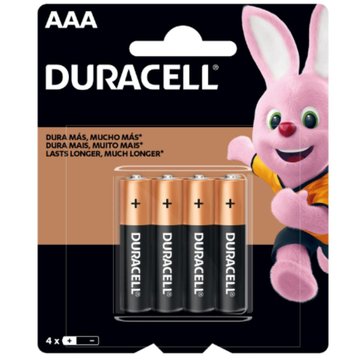 AAA
DURACELL®
DURA MÁS, MUCHO MÁS*
DURA MAIS, MUITO MAIS*
LASTS LONGER, MUCH LONGER*
+ + + +
DURACELL DURACELL DURACELL DURACELL
4 x + −